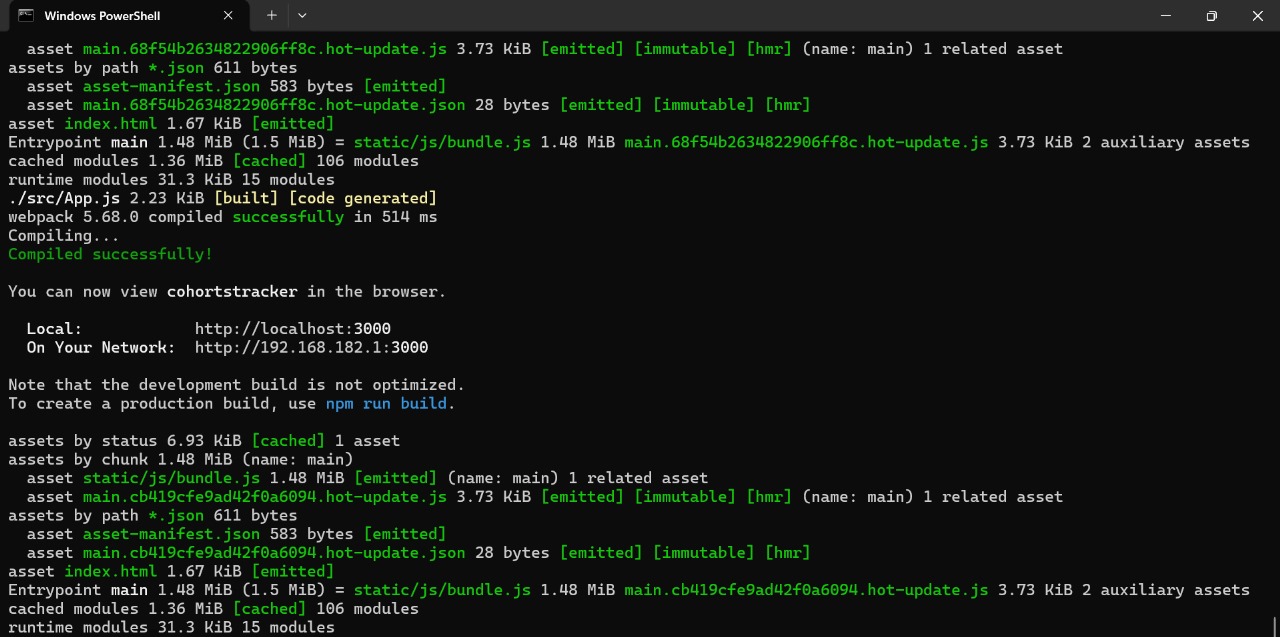 Windows PowerShell
asset main.68f54b2634822906ff8c.hot-update.js 3.73 KiB [emitted] [immutable] [hmr] (name: main) 1 related asset
assets by path *.json 611 bytes
asset asset-manifest.json 583 bytes [emitted]
asset main.68f54b2634822906ff8c.hot-update.json 28 bytes [emitted] [immutable] [hmr]
asset index.html 1.67 KiB [emitted]
Entrypoint main 1.48 MiB (1.5 MiB) = static/js/bundle.js 1.48 MiB main.68f54b2634822906ff8c.hot-update.js 3.73 KiB 2 auxiliary assets
cached modules 1.36 MiB [cached] 106 modules
runtime modules 31.3 KiB 15 modules
./src/App.js 2.23 KiB [built] [code generated]
webpack 5.68.0 compiled successfully in 514 ms
Compiling...
Compiled successfully!
You can now view cohortstracker in the browser.
Local: http://localhost:3000
On Your Network: http://192.168.182.1:3000
Note that the development build is not optimized.
To create a production build, use npm run build.
assets by status 6.93 KiB [cached] 1 asset
assets by chunk 1.48 MiB (name: main)
asset static/js/bundle.js 1.48 MiB [emitted] (name: main) 1 related asset
asset main.cb419cfe9ad42f0a6094.hot-update.js 3.73 KiB [emitted] [immutable] [hmr] (name: main) 1 related asset
assets by path *.json 611 bytes
asset asset-manifest.json 583 bytes [emitted]
asset main.cb419cfe9ad42f0a6094.hot-update.json 28 bytes [emitted] [immutable] [hmr]
asset index.html 1.67 KiB [emitted]
Entrypoint main 1.48 MiB (1.5 MiB) = static/js/bundle.js 1.48 MiB main.cb419cfe9ad42f0a6094.hot-update.js 3.73 KiB 2 auxiliary assets
cached modules 1.36 MiB [cached] 106 modules
runtime modules 31.3 KiB 15 modules